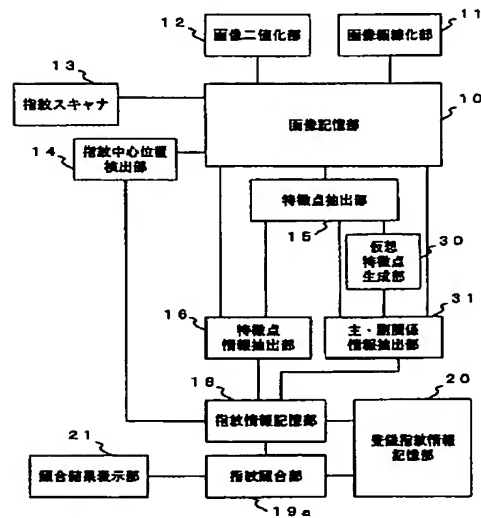 12
画像二値化部
画像細線化部
11
13
指紋スキャナ
画像記憶部
10
14
指紋中心位置
検出部
特徴点抽出部
15
仮想
特徴点
生成部
30
16
特徴点
情報抽出部
主・副関係
情報抽出部
31
18
指紋情報記憶部
20
登録指紋情報
記憶部
21
照合結果表示部
指紋照合部
19a